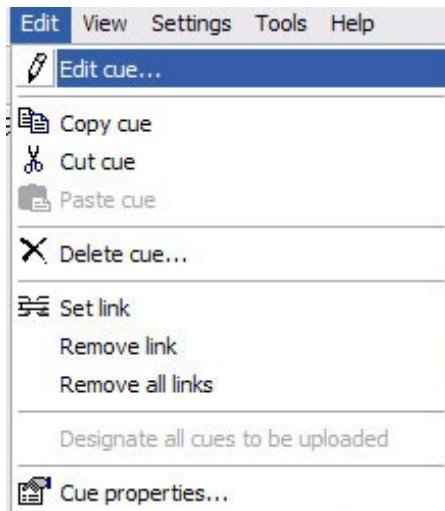 Edit View Settings Tools Help
Edit cue...
Copy cue
Cut cue
Paste cue
Delete cue...
Set link
Remove link
Remove all links
Designate all cues to be uploaded
Cue properties...